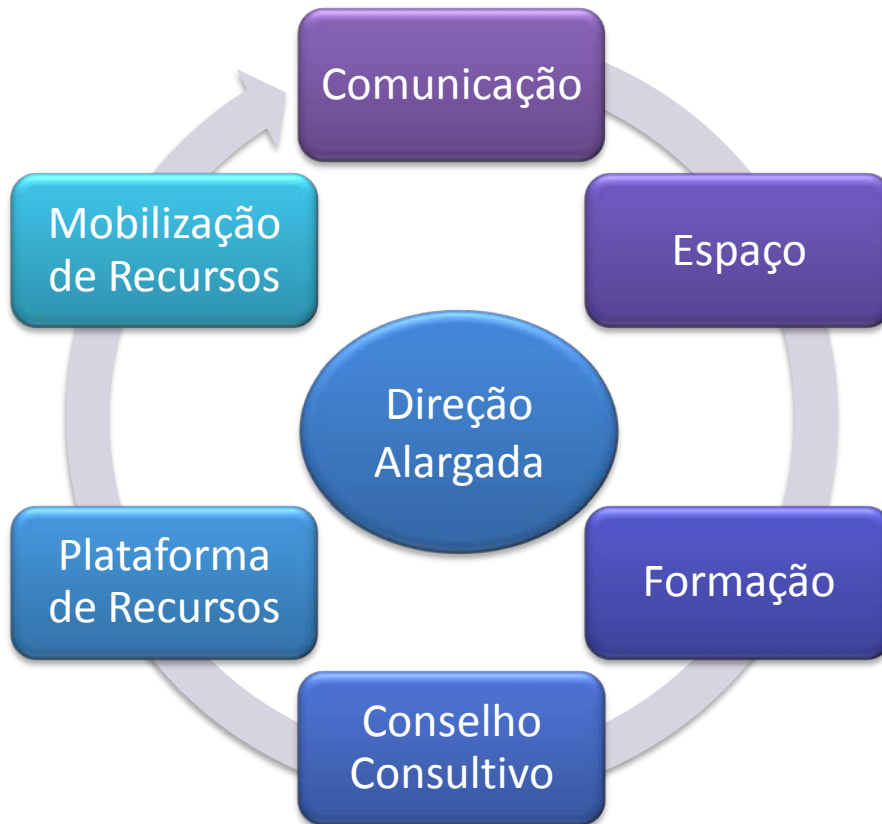 Comunicação
Espaço
Formação
Conselho
Consultivo
Plataforma
de Recursos
Mobilização
de Recursos
Direção
Alargada